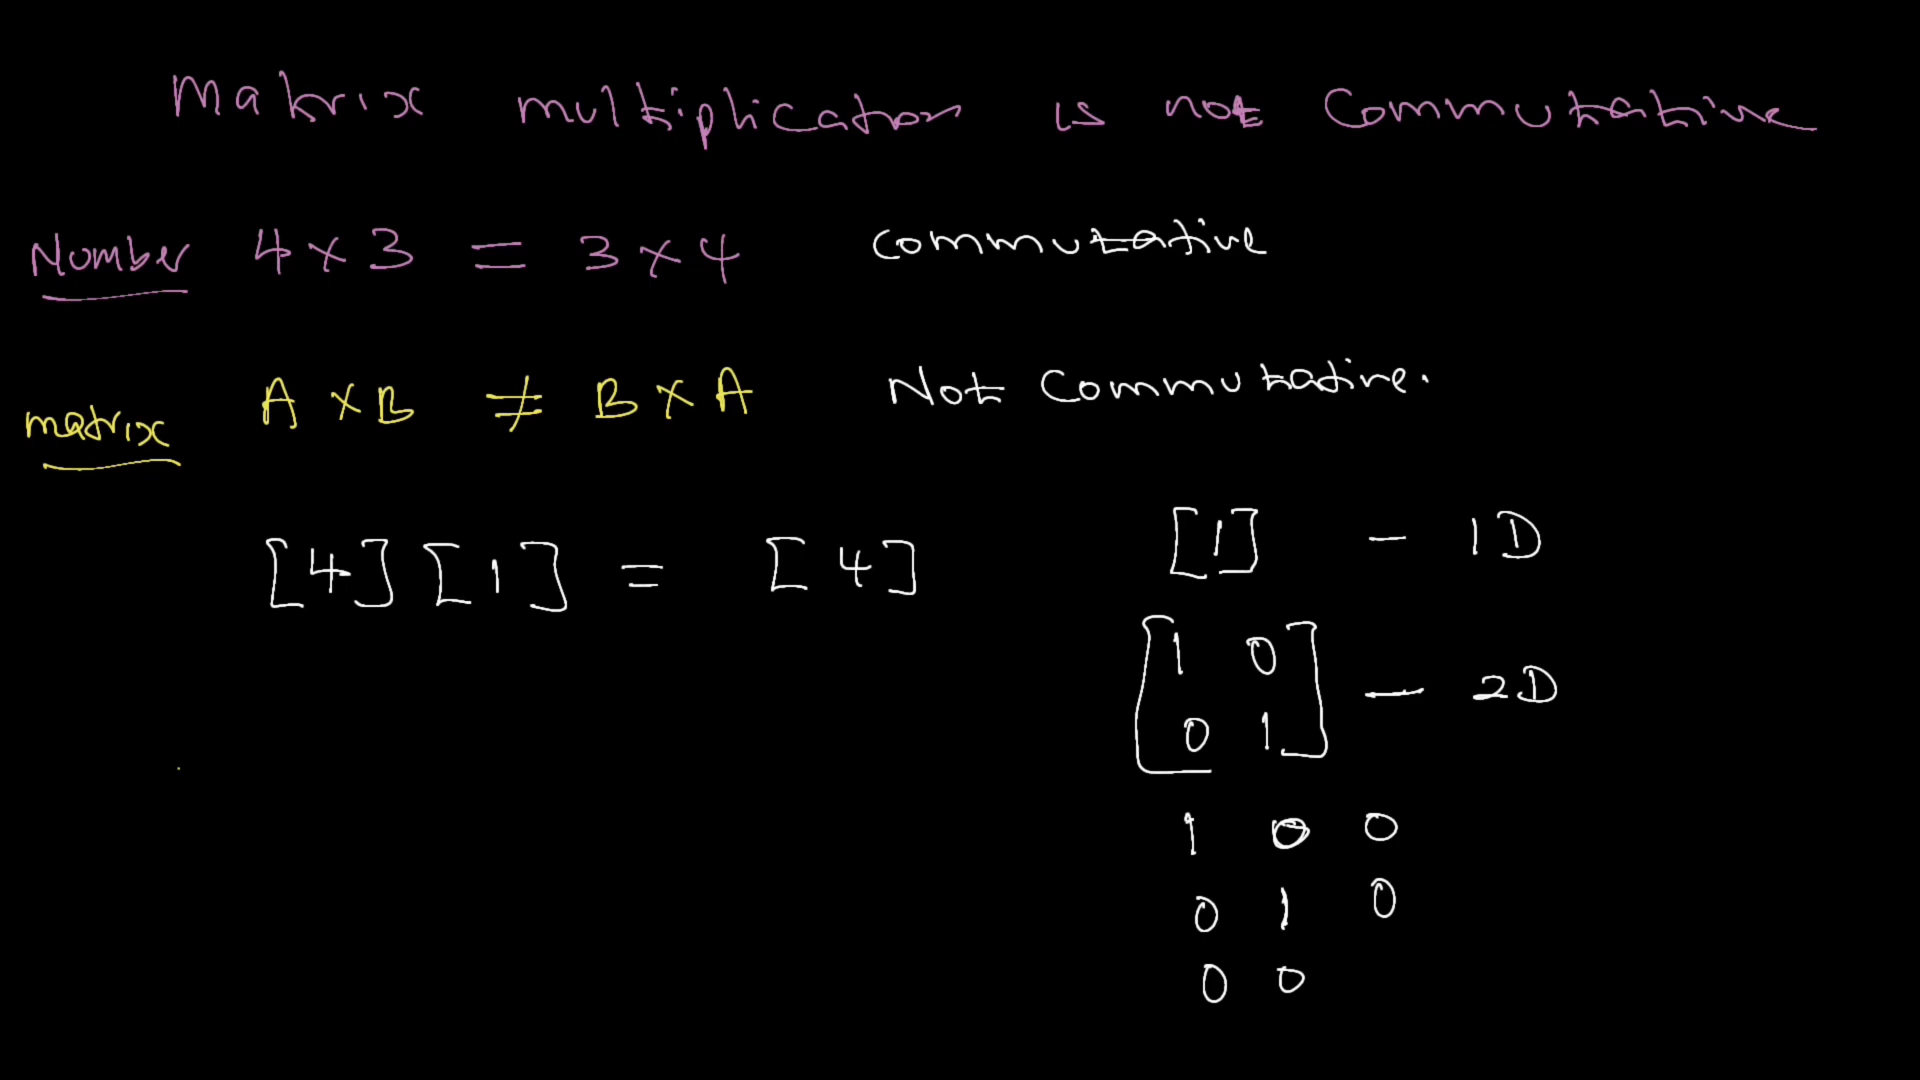 Matrix multiplication is not commutative
Number 4 × 3 = 3 × 4 commutative
matrix A × B ≠ B × A Not commutative.
[4] [1] = [4]
[1] – 1D
[1 0
0 1] – 2D
1 0 0
0 1 0
0 0